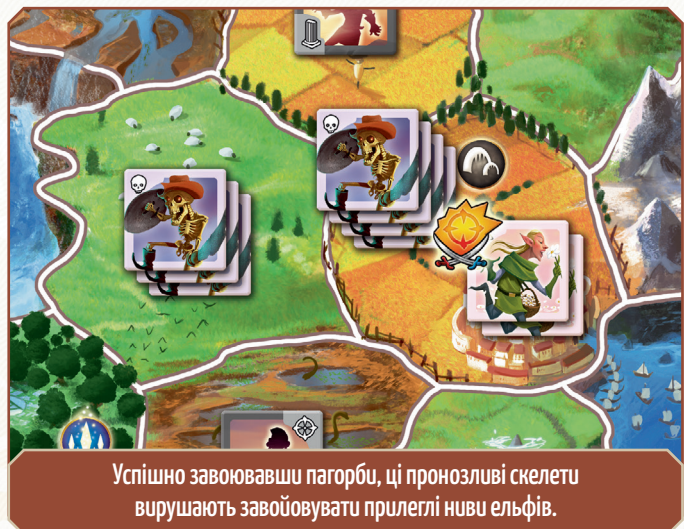 Успішно завоювавши пагорби, ці пронозливі скелети
вирушають завойовувати прилеглі ниви ельфів.